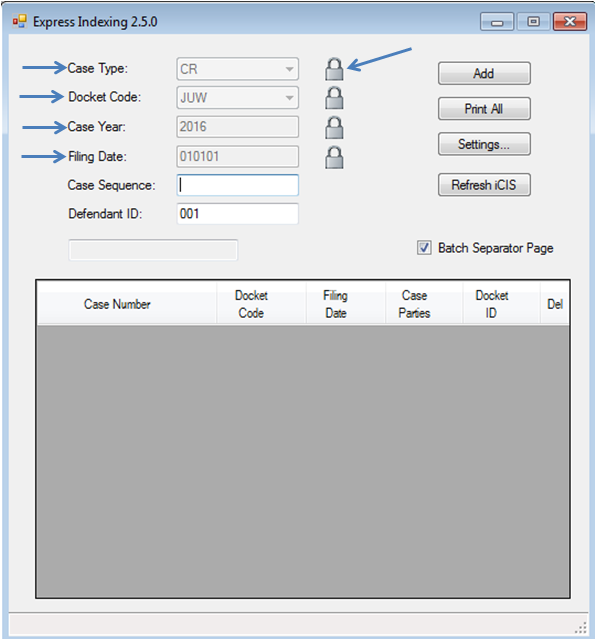 Express Indexing 2.5.0
Case Type: CR Add
Docket Code: JUW Print All
Case Year: 2016 Settings...
Filing Date: 010101
Case Sequence: Refresh iCIS
Defendant ID: 001
Batch Separator Page
Case Number Docket Code Filing Date Case Parties Docket ID Del